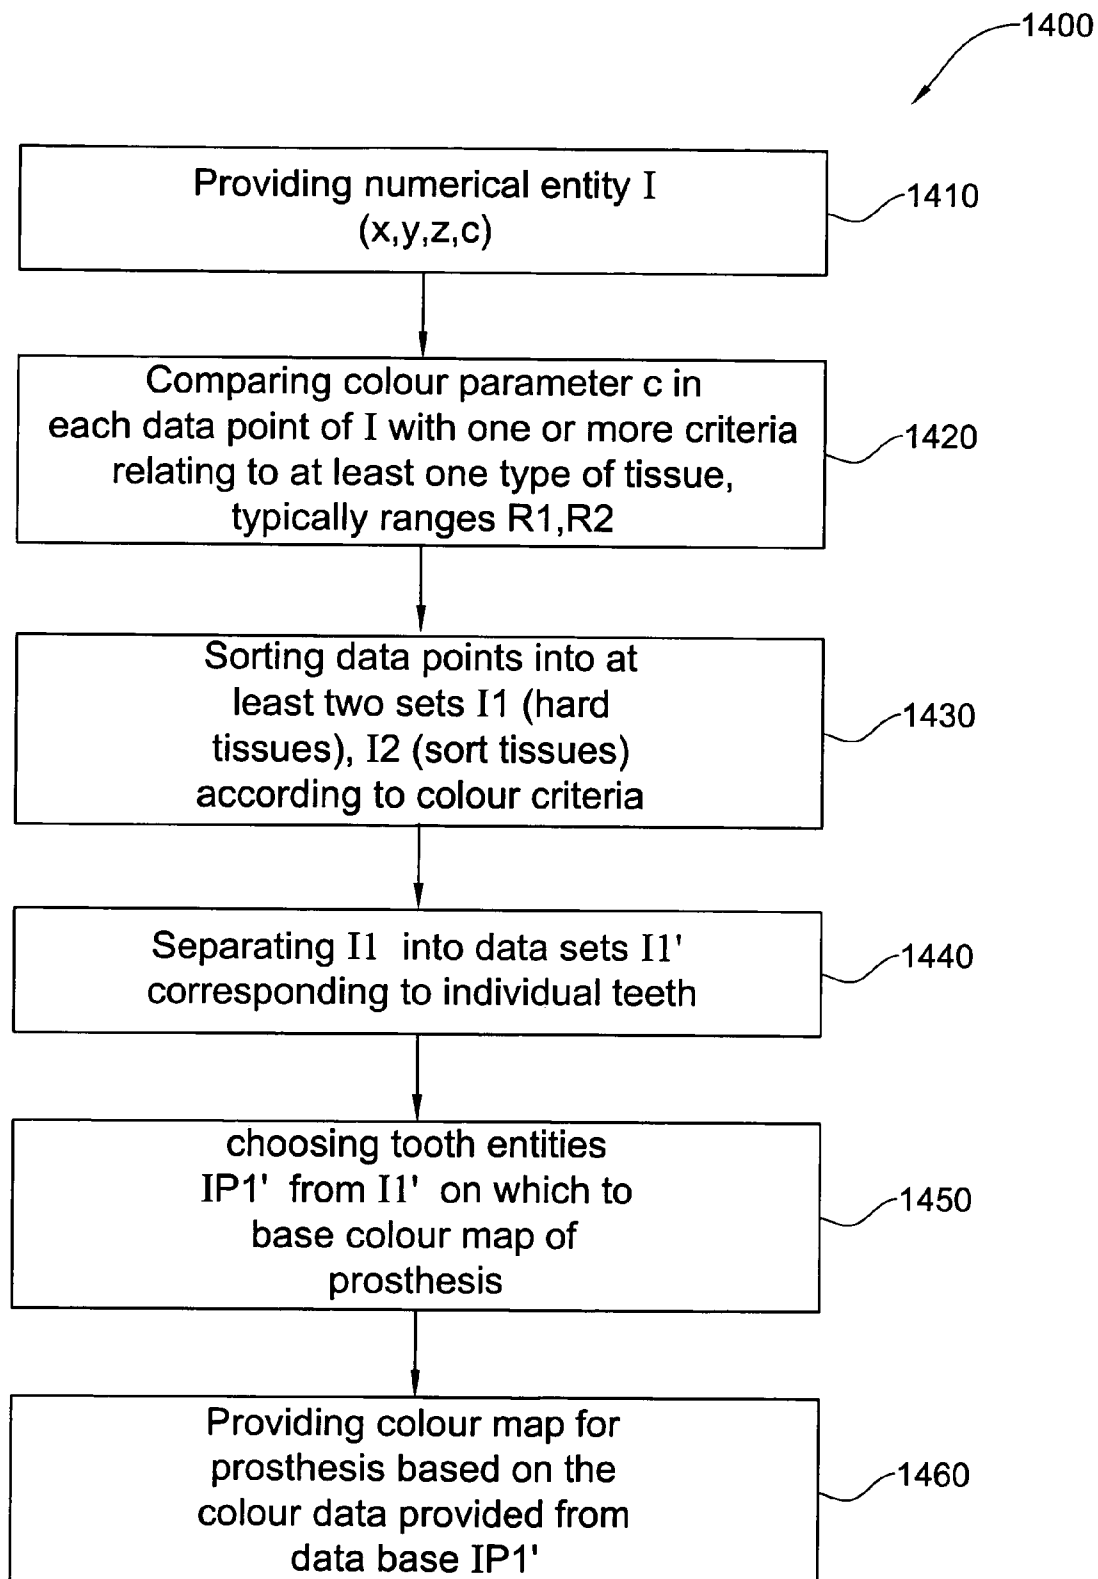 1400
Providing numerical entity I
(x,y,z,c)
1410
Comparing colour parameter c in
each data point of I with one or more criteria
relating to at least one type of tissue,
typically ranges R1,R2
1420
Sorting data points into at
least two sets I1 (hard
tissues), I2 (sort tissues)
according to colour criteria
1430
Separating I1 into data sets I1'
corresponding to individual teeth
1440
choosing tooth entities
IP1' from I1' on which to
base colour map of
prosthesis
1450
Providing colour map for
prosthesis based on the
colour data provided from
data base IP1'
1460